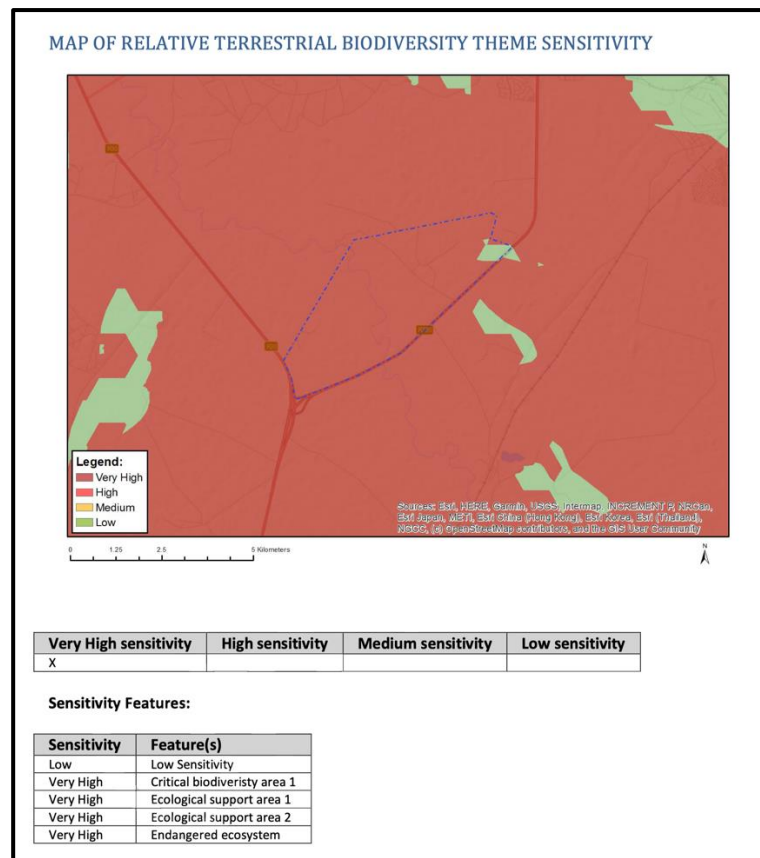 MAP OF RELATIVE TERRESTRIAL BIODIVERSITY THEME SENSITIVITY
Legend:
Very High
High
Medium
Low
Sources: Esri, HERE, Garmin, USGS, Intermap, INCREMENT P, NRCan,
Esri Japan, METI, Esri China (Hong Kong), Esri Korea, Esri (Thailand),
NGCC, (c) OpenStreetMap contributors, and the GIS User Community
0 1.25 2.5 5 Kilometers
N
Very High sensitivity High sensitivity Medium sensitivity Low sensitivity
X
Sensitivity Features:
Sensitivity Feature(s)
Low Low Sensitivity
Very High Critical biodiveristy area 1
Very High Ecological support area 1
Very High Ecological support area 2
Very High Endangered ecosystem